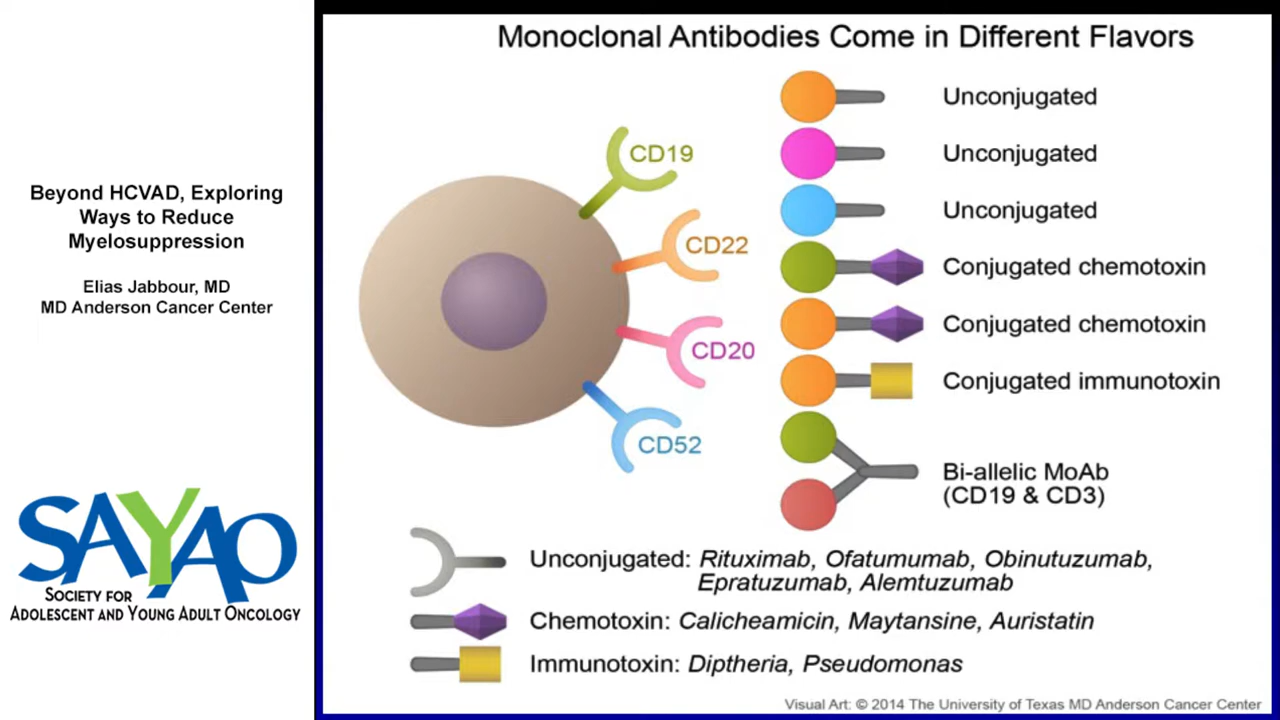 Beyond HCVAD, Exploring
Ways to Reduce
Myelosuppression
Elias Jabbour, MD
MD Anderson Cancer Center
SAYAO
SOCIETY FOR
ADOLESCENT AND YOUNG ADULT ONCOLOGY
Monoclonal Antibodies Come in Different Flavors
CD19
CD22
CD20
CD52
Unconjugated
Unconjugated
Unconjugated
Conjugated chemotoxin
Conjugated chemotoxin
Conjugated immunotoxin
Bi-allelic MoAb
(CD19 & CD3)
Unconjugated: Rituximab, Ofatumumab, Obinutuzumab,
Epratuzumab, Alemtuzumab
Chemotoxin: Calicheamicin, Maytansine, Auristatin
Immunotoxin: Diptheria, Pseudomonas
Visual Art: © 2014 The University of Texas MD Anderson Cancer Center